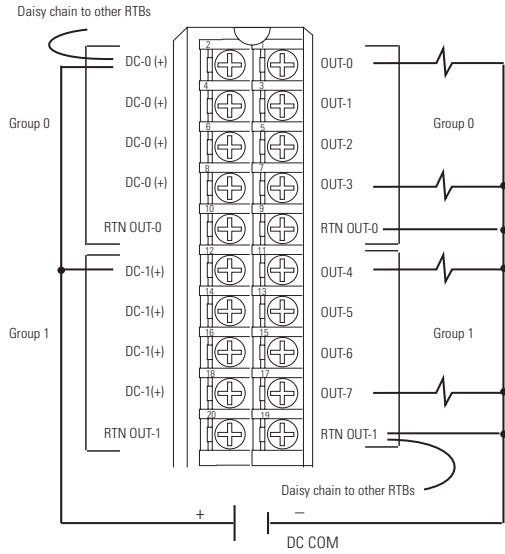 Daisy chain to other RTBs
2 1
DC-0 (+) OUT-0
4 3
DC-0 (+) OUT-1
Group 0 Group 0
6 5
DC-0 (+) OUT-2
8 7
DC-0 (+) OUT-3
10 9
RTN OUT-0 RTN OUT-0
12 11
DC-1(+) OUT-4
14 13
DC-1(+) OUT-5
Group 1 Group 1
16 15
DC-1(+) OUT-6
18 17
DC-1(+) OUT-7
20 19
RTN OUT-1 RTN OUT-1
Daisy chain to other RTBs
+ –
DC COM